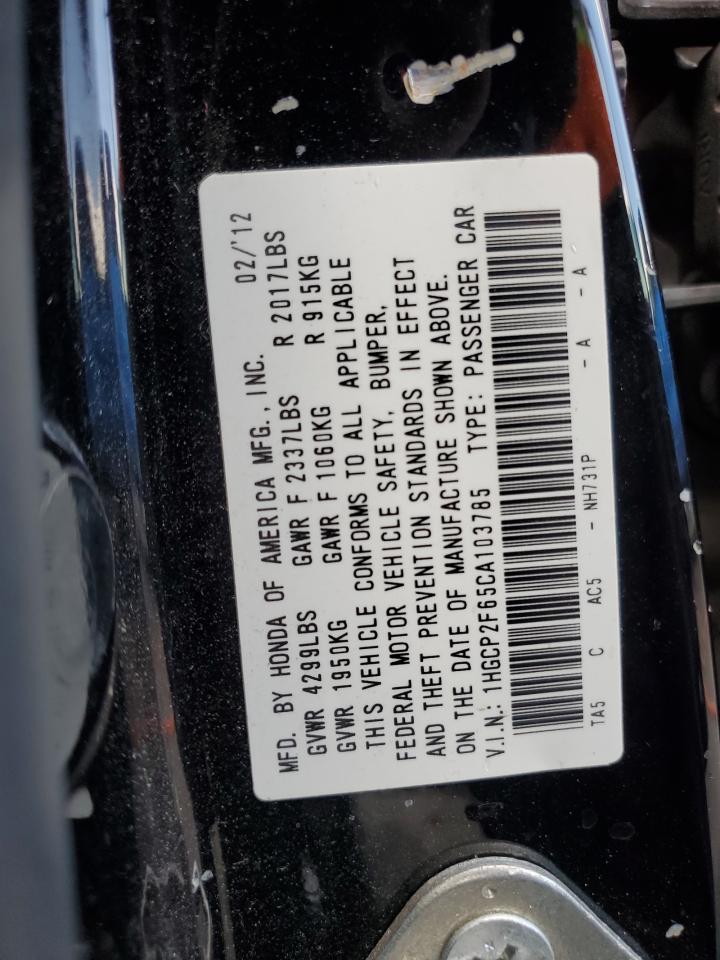 MFD. BY HONDA OF AMERICA MFG., INC. 02/'12
GVWR 4299LBS GAWR F 2337LBS R 2017LBS
GVWR 1950KG GAWR F 1060KG R 915KG
THIS VEHICLE CONFORMS TO ALL APPLICABLE
FEDERAL MOTOR VEHICLE SAFETY, BUMPER,
AND THEFT PREVENTION STANDARDS IN EFFECT
ON THE DATE OF MANUFACTURE SHOWN ABOVE.
V.I.N.: 1HGCP2F65CA103785 TYPE: PASSENGER CAR
TA5 C AC5 - NH731P - A - A